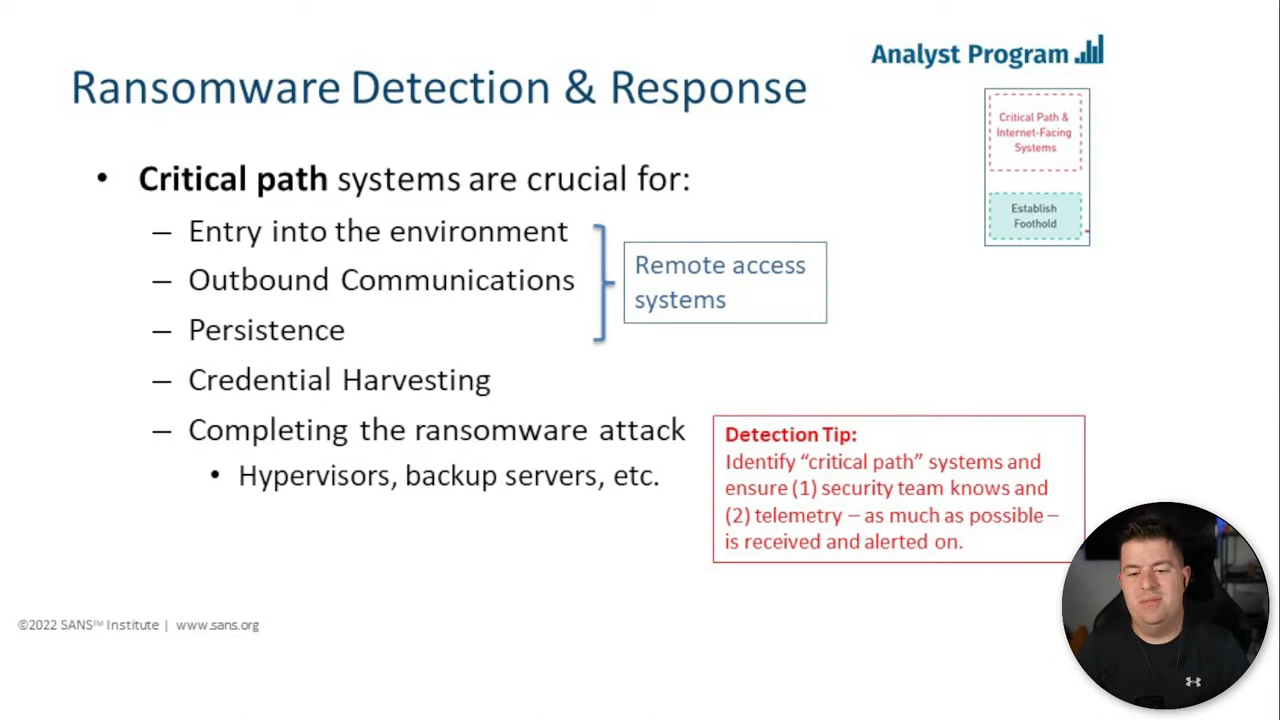 Analyst Program
Ransomware Detection & Response
Critical Path &
Internet-Facing
Systems
Establish
Foothold
• Critical path systems are crucial for:
– Entry into the environment
– Outbound Communications
– Persistence
Remote access
systems
– Credential Harvesting
– Completing the ransomware attack
• Hypervisors, backup servers, etc.
Detection Tip:
Identify “critical path” systems and
ensure (1) security team knows and
(2) telemetry – as much as possible –
is received and alerted on.
©2022 SANS™ Institute | www.sans.org